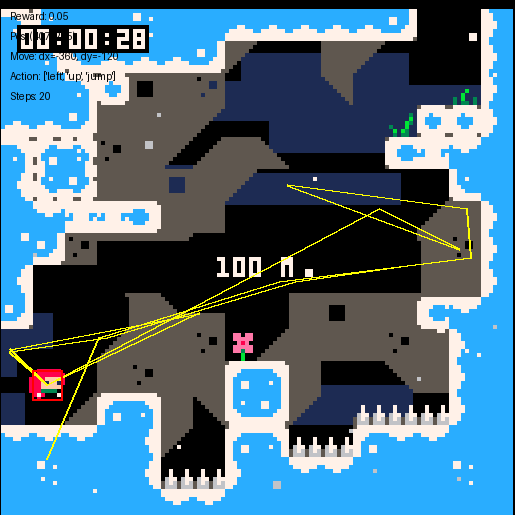 Reward: 0.05
00:00:28
Move: dx=-360, dy=-120
Action: ['left', 'up', 'jump']
Steps: 20
100 M.